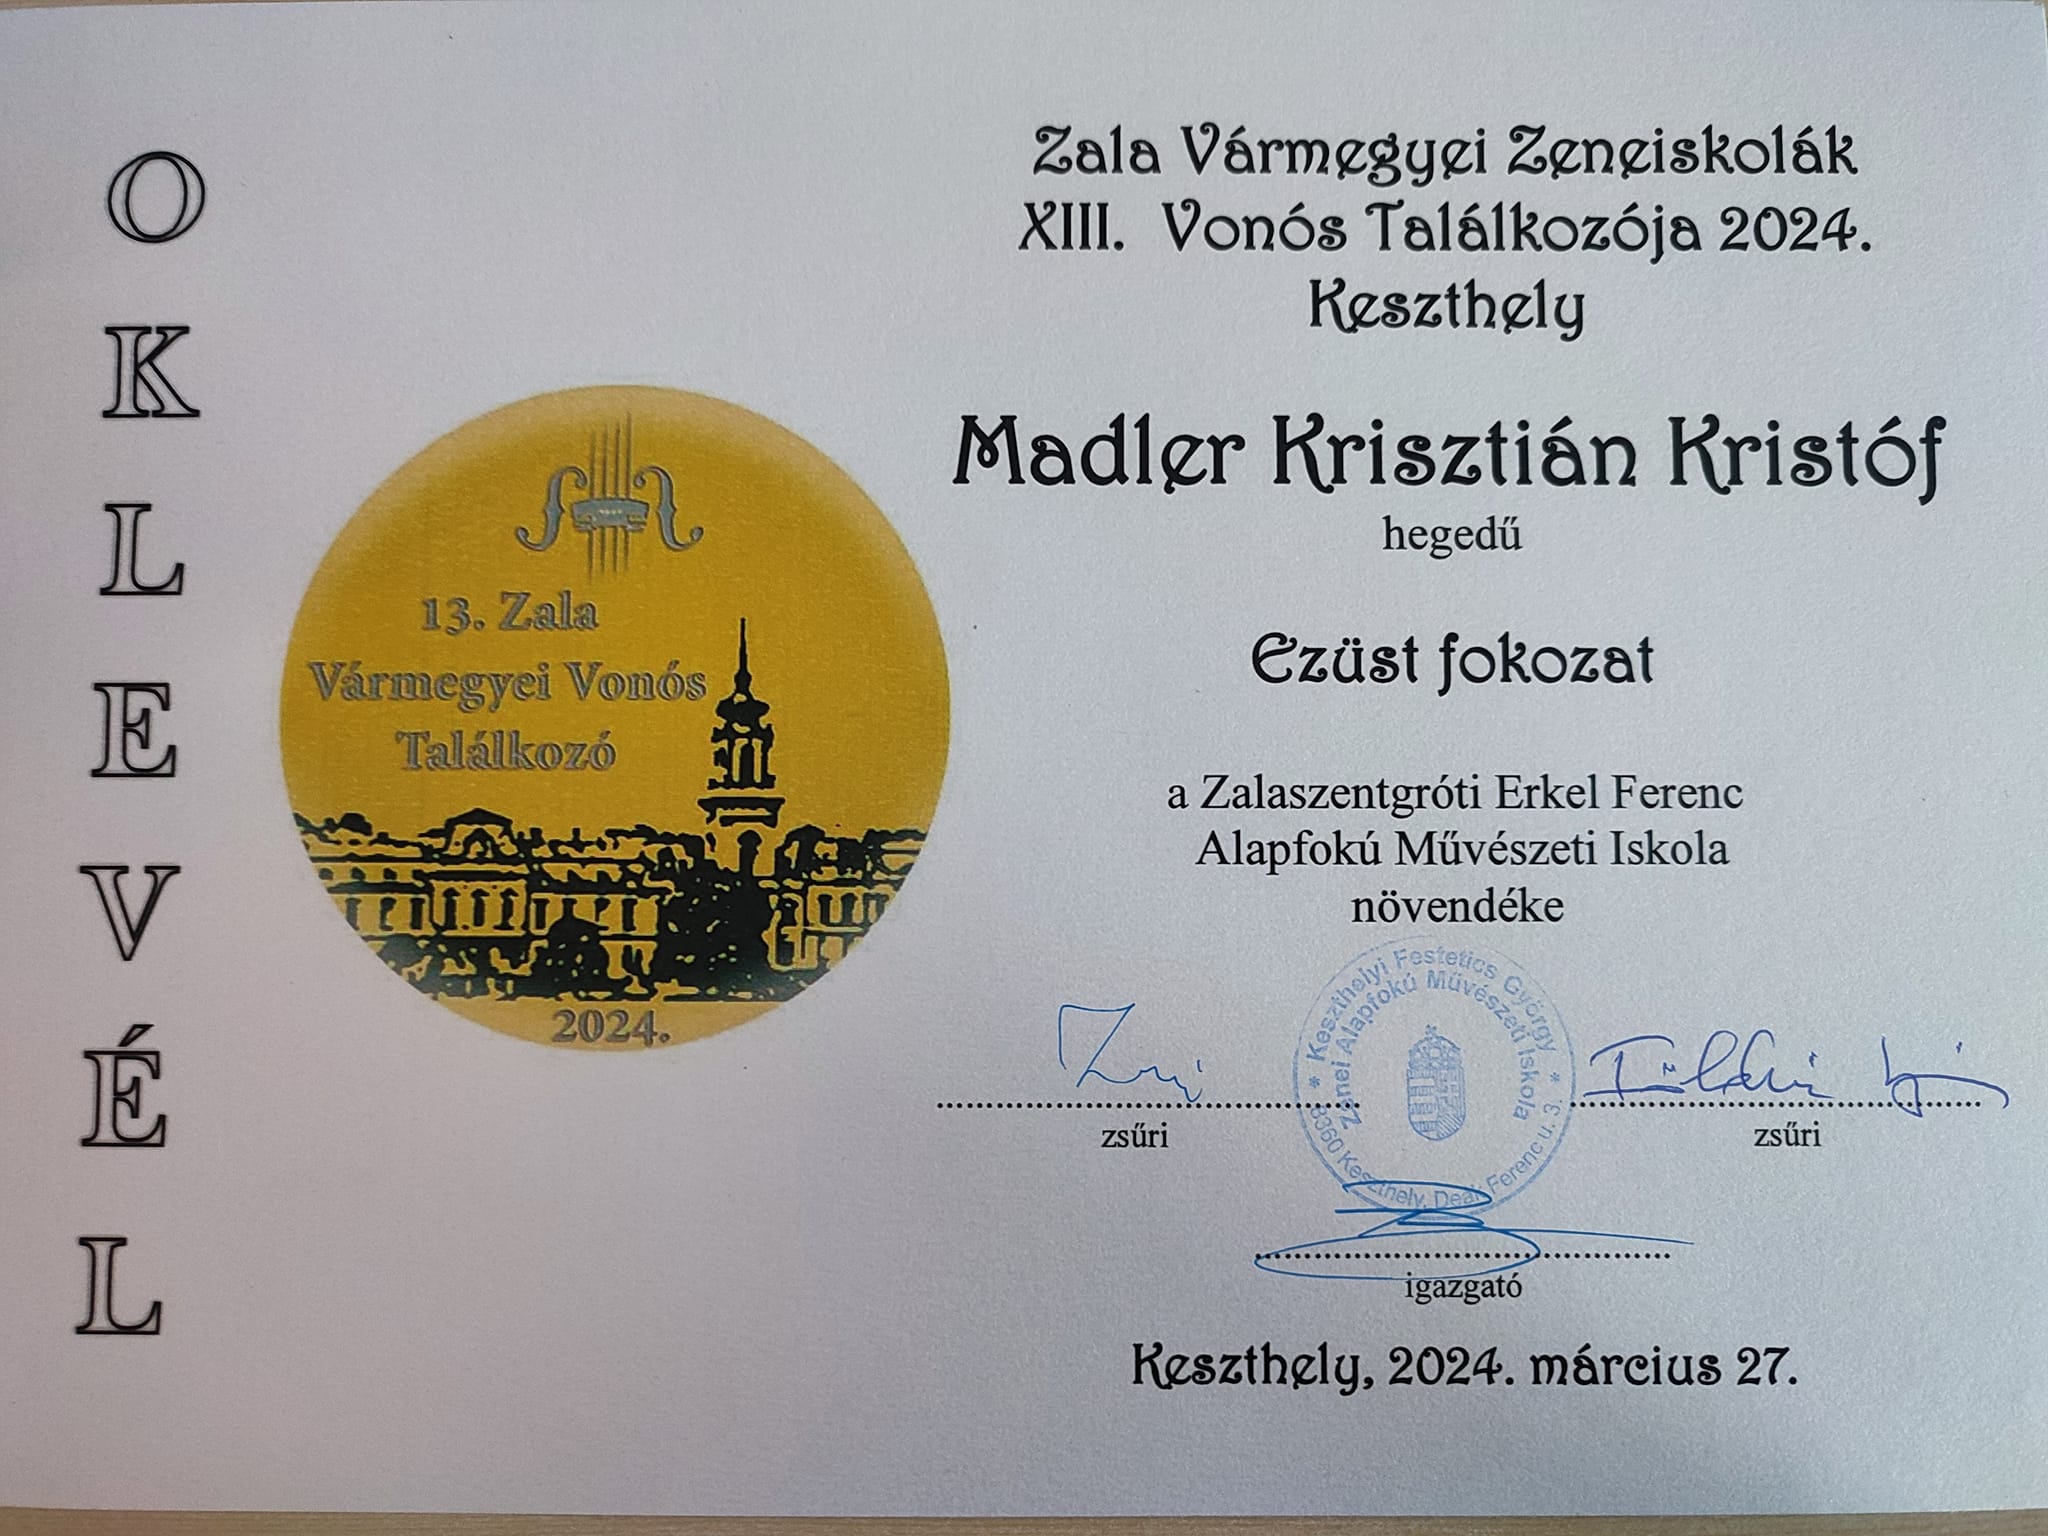 OKLEVÉL
Zala Vármegyei Zeneiskolák
XIII. Vonós Találkozója 2024.
Keszthely
Madler Krisztián Kristóf
hegedű
Ezüst fokozat
a Zalaszentgróti Erkel Ferenc
Alapfokú Művészeti Iskola
növendéke
13. Zala
Vármegyei Vonós
Találkozó
2024.
* Keszthelyi Festetics György *
Zenei Alapfokú Művészeti Iskola
8360 Keszthely, Deák Ferenc u. 3.
zsűri
zsűri
igazgató
Keszthely, 2024. március 27.